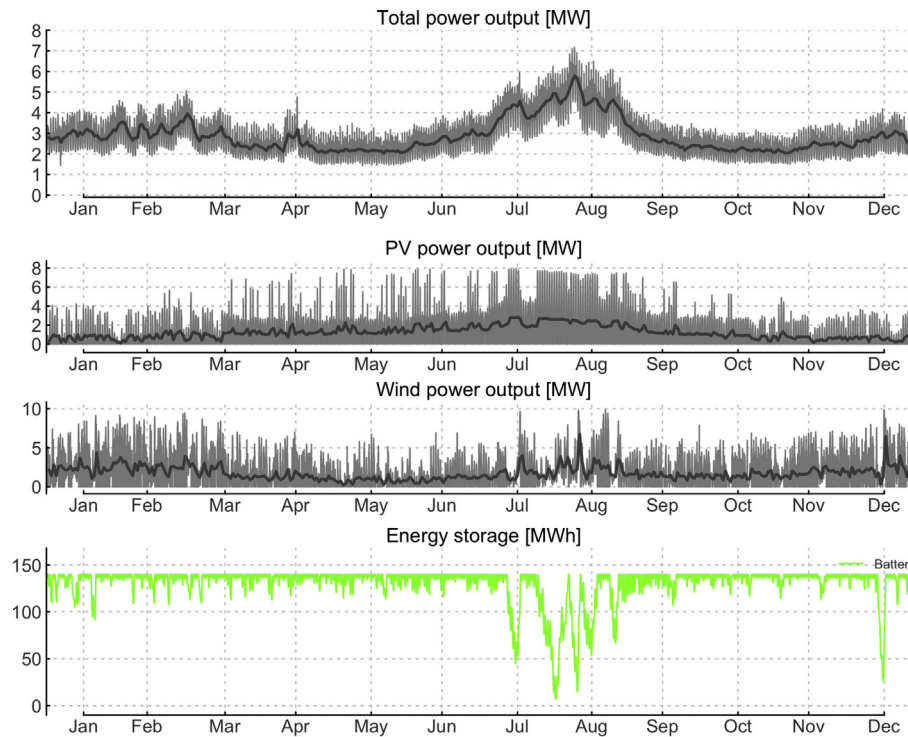 Total power output [MW]
8
7
6
5
4
3
2
1
0
Jan Feb Mar Apr May Jun Jul Aug Sep Oct Nov Dec
PV power output [MW]
8
6
4
2
0
Jan Feb Mar Apr May Jun Jul Aug Sep Oct Nov Dec
Wind power output [MW]
10
5
0
Jan Feb Mar Apr May Jun Jul Aug Sep Oct Nov Dec
Energy storage [MWh]
150
Batter
100
50
0
Jan Feb Mar Apr May Jun Jul Aug Sep Oct Nov Dec